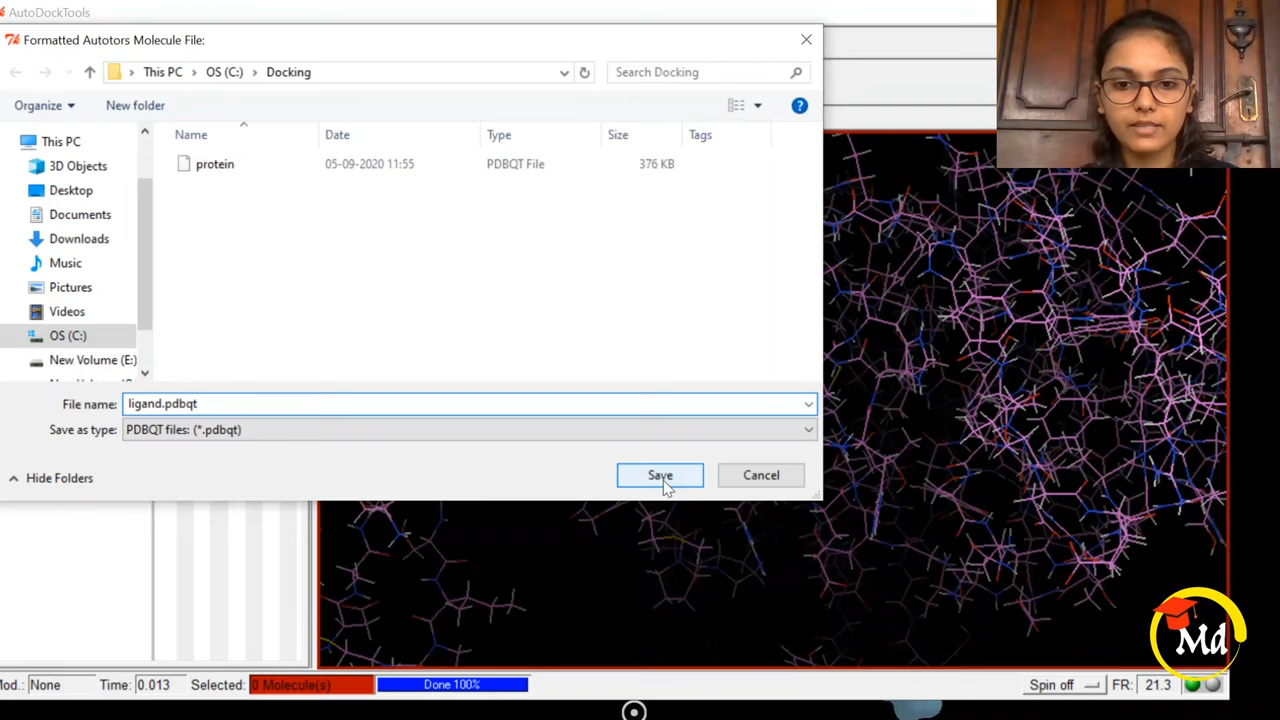 AutoDockTools
Formatted Autotors Molecule File:
This PC > OS (C:) > Docking
Search Docking
Organize
New folder
Name
Date
Type
Size
Tags
protein
05-09-2020 11:55
PDBQT File
376 KB
This PC
3D Objects
Desktop
Documents
Downloads
Music
Pictures
Videos
OS (C:)
New Volume (E:)
File name:
ligand.pdbqt
Save as type:
PDBQT files: (*.pdbqt)
Hide Folders
Save
Cancel
Md
Mod.: None
Time: 0.013
Selected: 0 Molecule(s)
Done 100%
Spin off
FR: 21.3